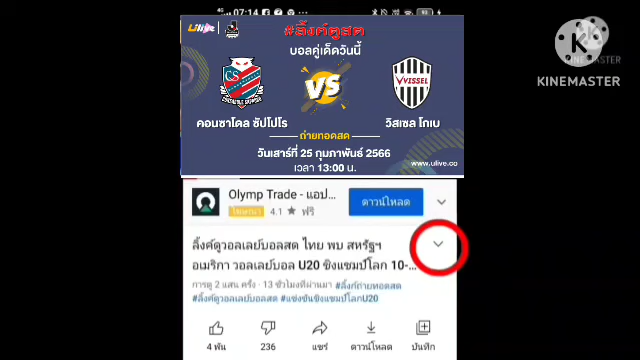 4G 07:14
Ulive
#ลิ้งค์ดูสด
บอลคู่เด็ดวันนี้
VS
VISSEL
คอนซาโดล ซัปโปโร
วิสเซล โกเบ
ถ่ายทอดสด
วันเสาร์ที่ 25 กุมภาพันธ์ 2566
เวลา 13:00 น.
www.ulive.co
KINEMASTER
KINEMASTER
Olymp Trade - แอป...
โฆษณา 4.1 ★ ฟรี
ดาวน์โหลด
ลิ้งค์ดูวอลเลย์บอลสด ไทย พบ สหรัฐฯ
อเมริกา วอลเลย์บอล U20 ชิงแชมป์โลก 10-...
การดู 2 แสน ครั้ง · 13 ชั่วโมงที่ผ่านมา #ลิ้งค์ถ่ายทอดสด
#ลิ้งค์ดูวอลเลย์บอลสด #แข่งขันชิงแชมป์โลกU20
4 พัน
236
แชร์
ดาวน์โหลด
บันทึก